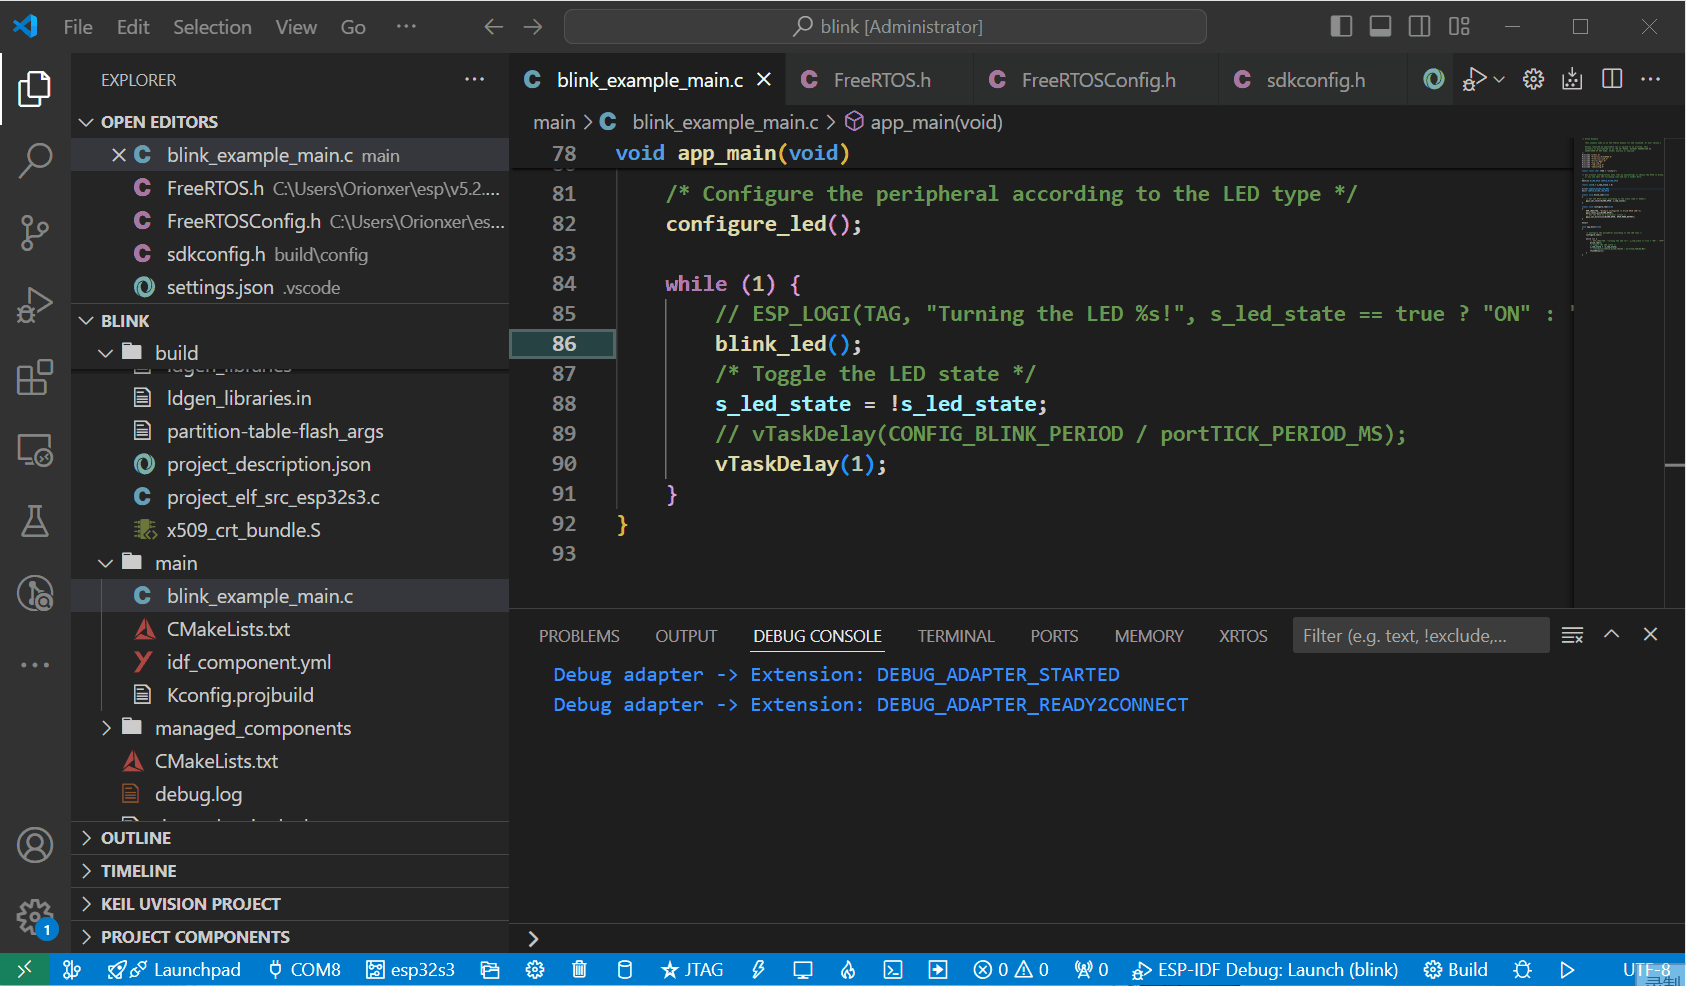 File Edit Selection View Go ··· blink [Administrator]
EXPLORER ···
OPEN EDITORS
blink_example_main.c main
FreeRTOS.h C:\Users\Orionxer\esp\v5.2....
FreeRTOSConfig.h C:\Users\Orionxer\es...
sdkconfig.h build\config
settings.json .vscode
BLINK
build
ldgen_libraries
ldgen_libraries.in
partition-table-flash_args
project_description.json
project_elf_src_esp32s3.c
x509_crt_bundle.S
main
blink_example_main.c
CMakeLists.txt
idf_component.yml
Kconfig.projbuild
managed_components
CMakeLists.txt
debug.log
OUTLINE
TIMELINE
KEIL UVISION PROJECT
PROJECT COMPONENTS
1
blink_example_main.c FreeRTOS.h FreeRTOSConfig.h sdkconfig.h
main > blink_example_main.c > app_main(void)
78 void app_main(void)
81 /* Configure the peripheral according to the LED type */
82 configure_led();
83
84 while (1) {
85 // ESP_LOGI(TAG, "Turning the LED %s!", s_led_state == true ? "ON" : "
86 blink_led();
87 /* Toggle the LED state */
88 s_led_state = !s_led_state;
89 // vTaskDelay(CONFIG_BLINK_PERIOD / portTICK_PERIOD_MS);
90 vTaskDelay(1);
91 }
92 }
93
PROBLEMS OUTPUT DEBUG CONSOLE TERMINAL PORTS MEMORY XRTOS Filter (e.g. text, !exclude,...
Debug adapter -> Extension: DEBUG_ADAPTER_STARTED
Debug adapter -> Extension: DEBUG_ADAPTER_READY2CONNECT
>
Launchpad COM8 esp32s3 JTAG 0 0 0 ESP-IDF Debug: Launch (blink) Build UTF-8